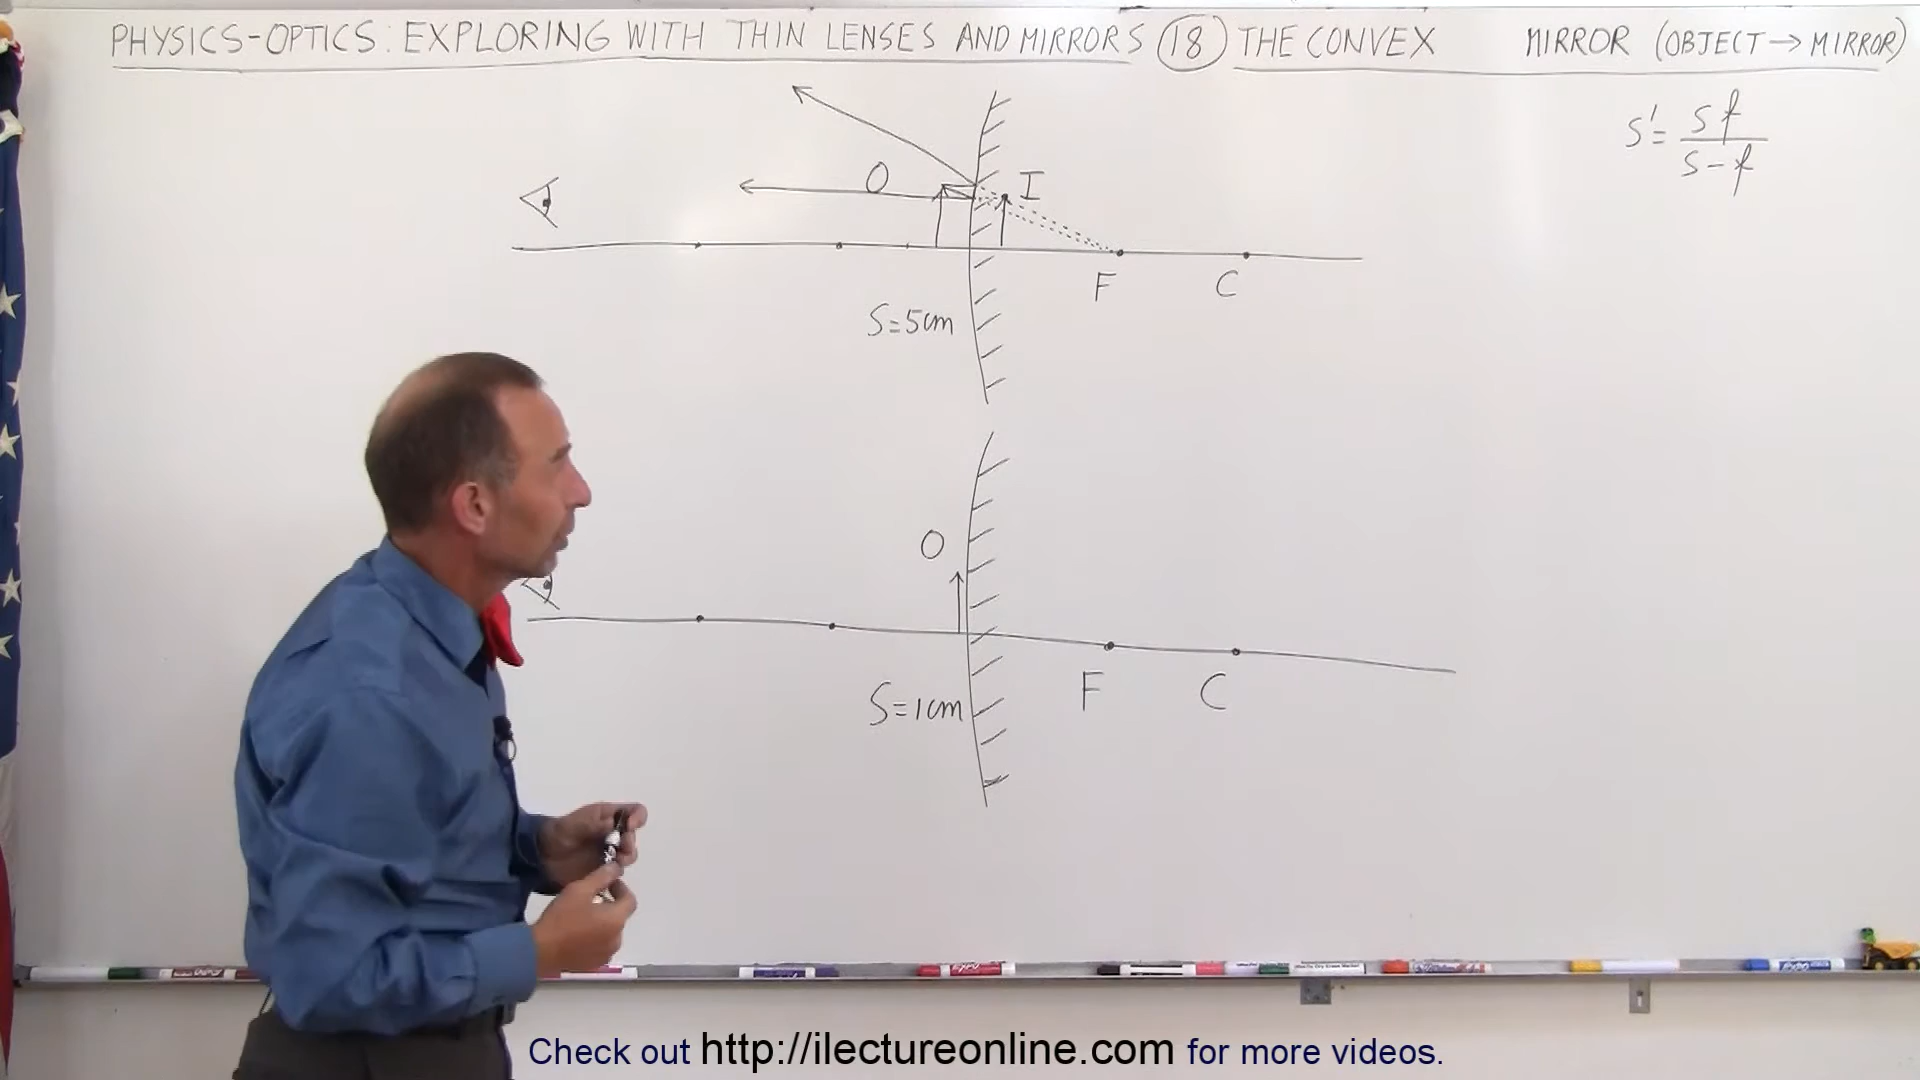 PHYSICS-OPTICS: EXPLORING WITH THIN LENSES AND MIRRORS 18 THE CONVEX MIRROR (OBJECT→MIRROR)
S' = Sf / S-f
O
I
F
C
S=5cm
O
F
C
S=1cm
EXPO
Check out http://ilectureonline.com for more videos.